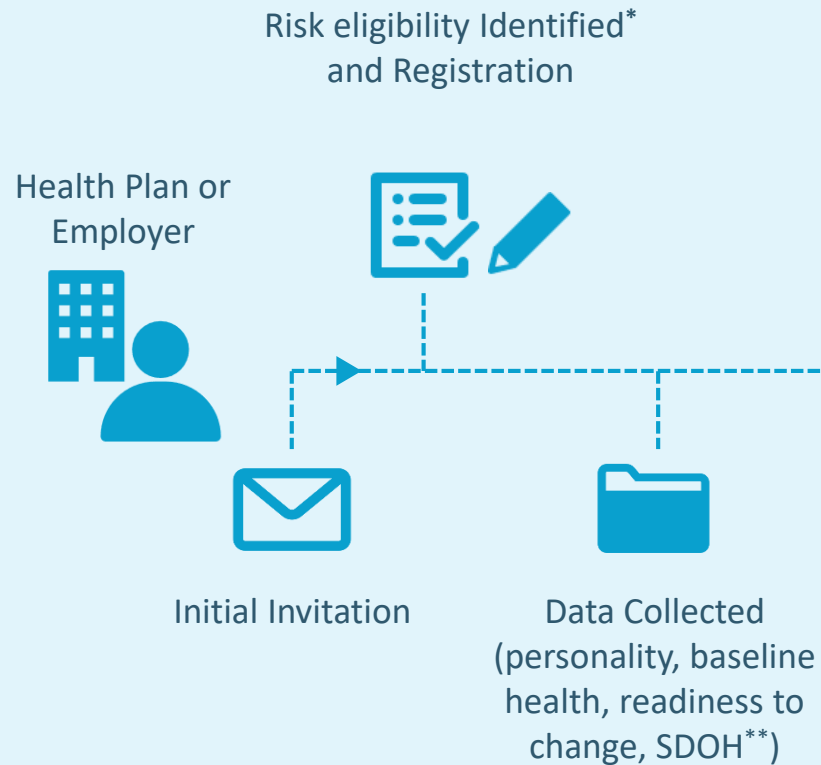 Risk eligibility Identified*
and Registration
Health Plan or
Employer
Initial Invitation
Data Collected
(personality, baseline
health, readiness to
change, SDOH**)